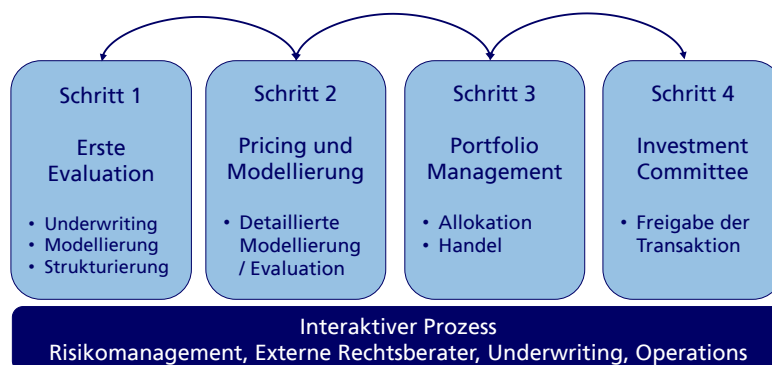 Schritt 1
Erste
Evaluation
• Underwriting
• Modellierung
• Strukturierung
Schritt 2
Pricing und
Modellierung
• Detaillierte
Modellierung
/ Evaluation
Schritt 3
Portfolio
Management
• Allokation
• Handel
Schritt 4
Investment
Committee
• Freigabe der
Transaktion
Interaktiver Prozess
Risikomanagement, Externe Rechtsberater, Underwriting, Operations